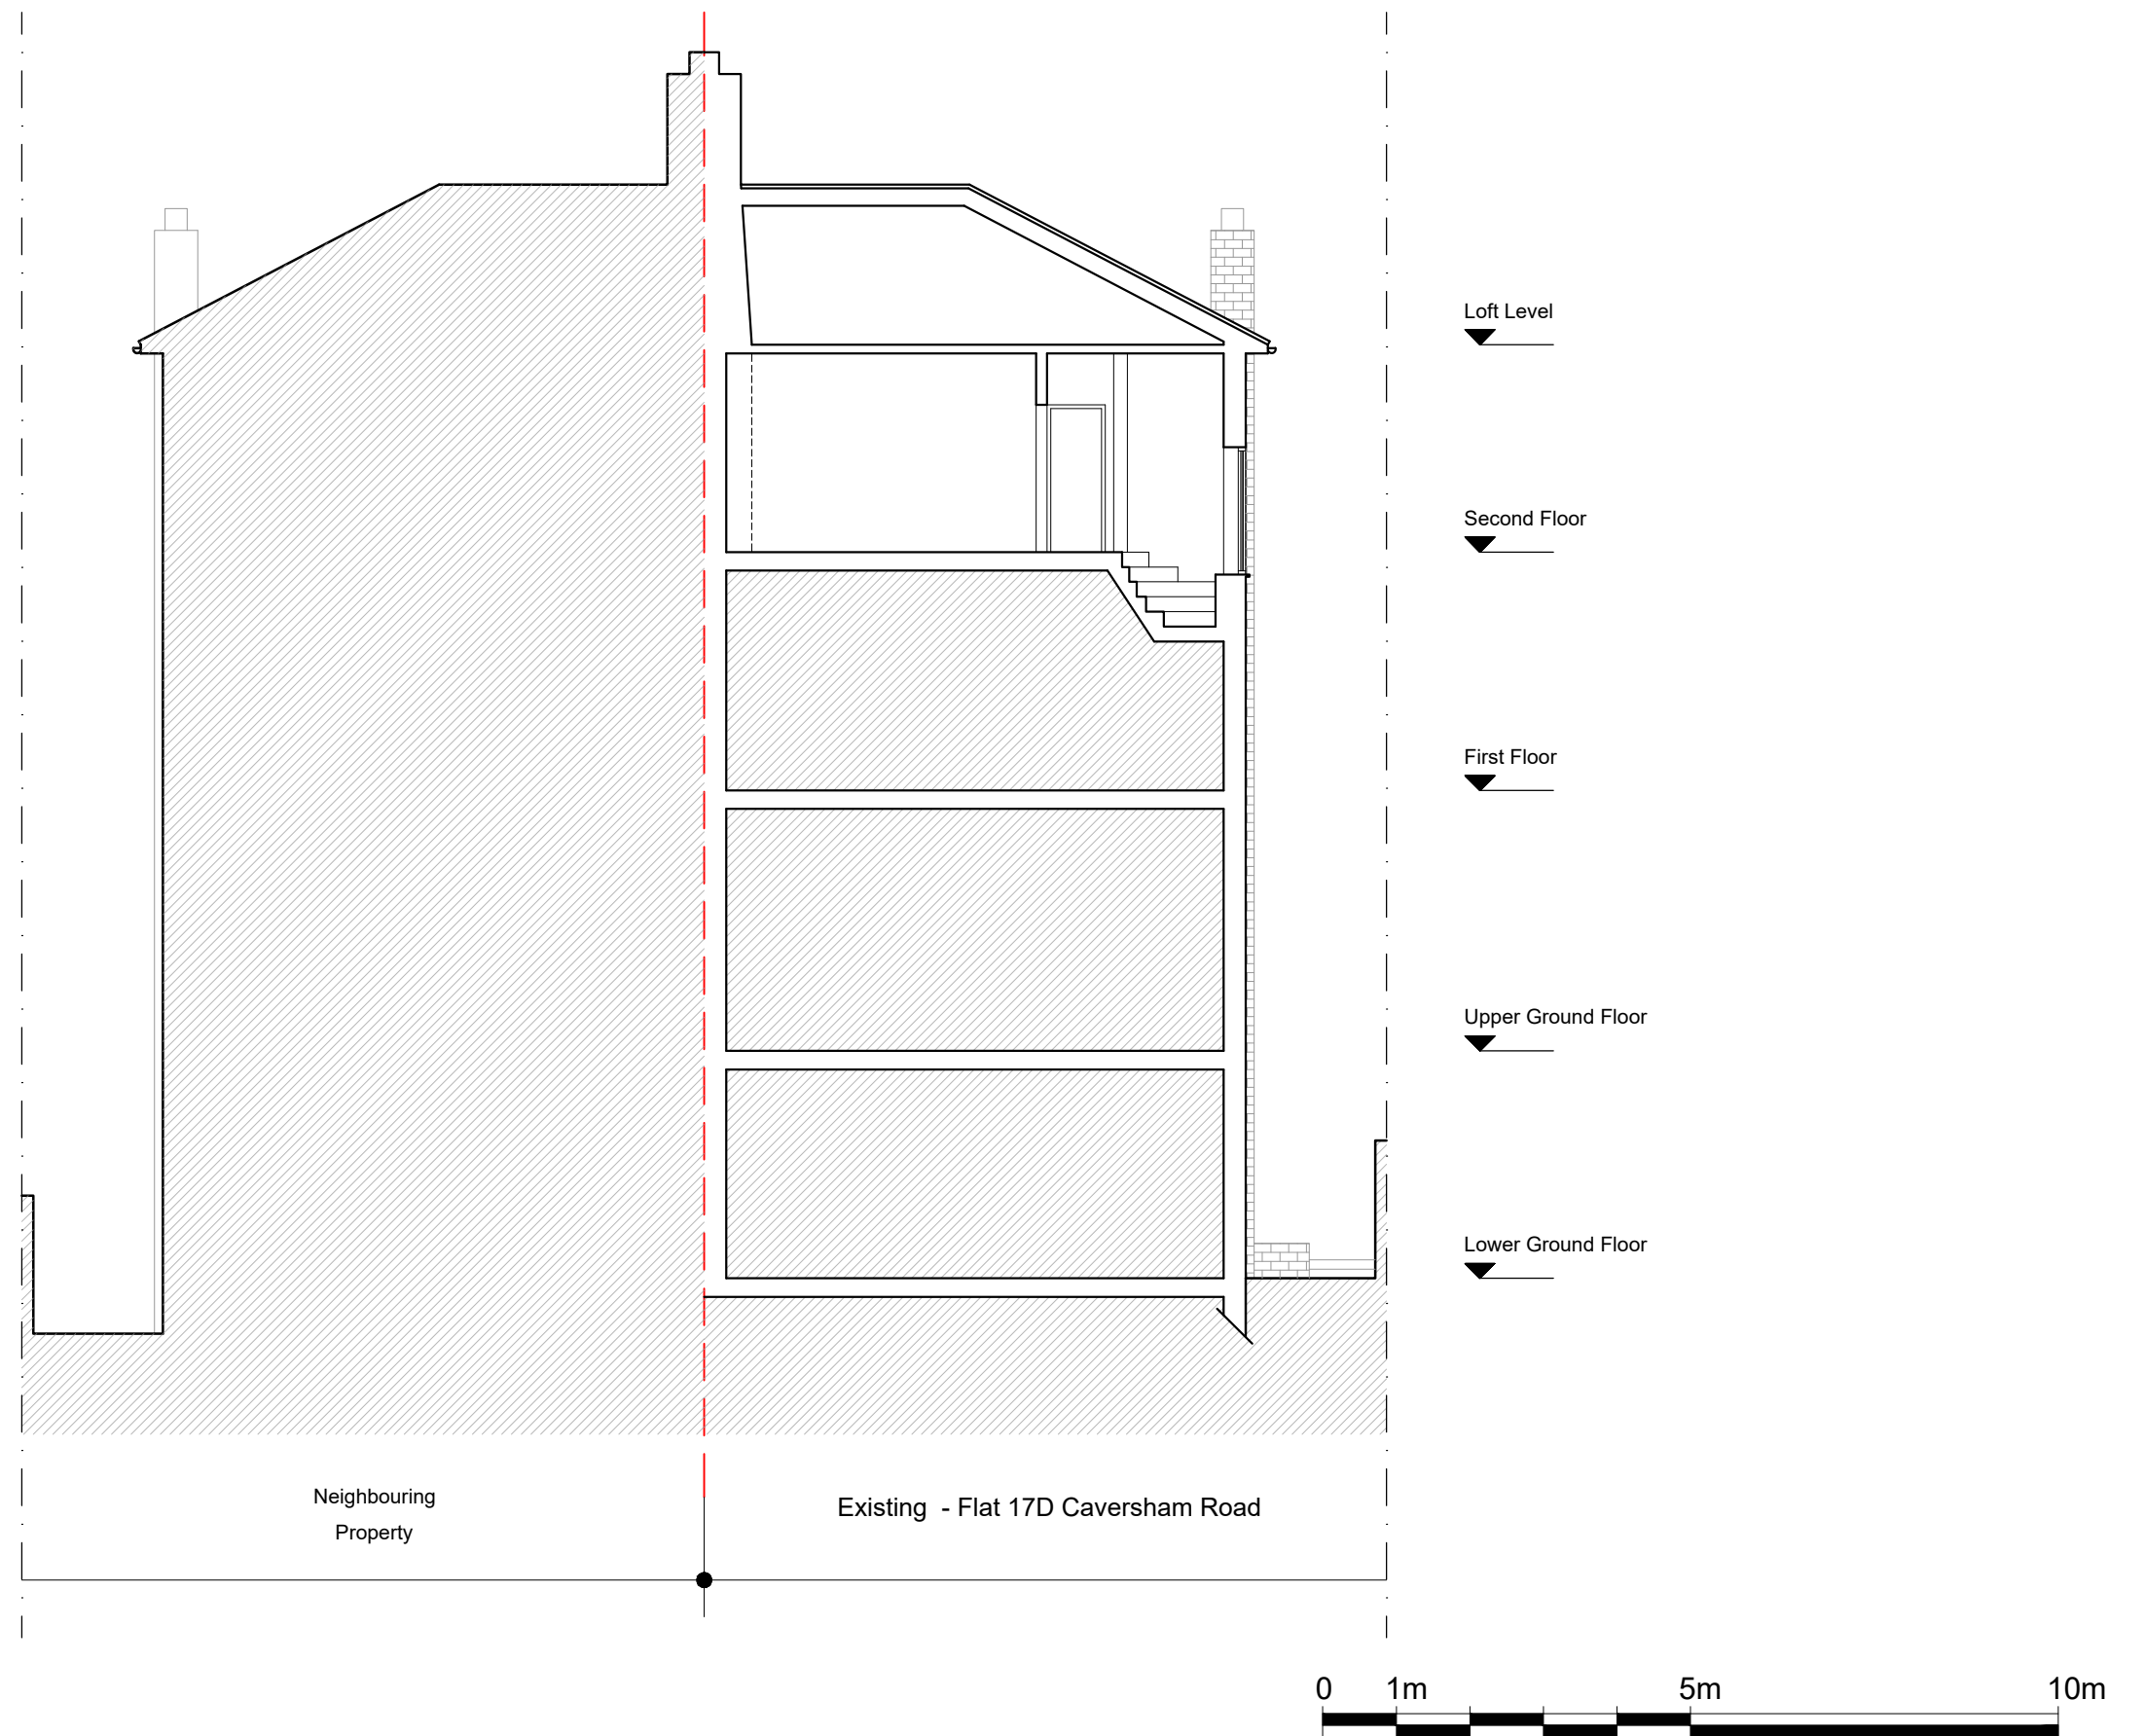 Loft Level
Second Floor
First Floor
Upper Ground Floor
Lower Ground Floor
Neighbouring
Property
Existing - Flat 17D Caversham Road
0 1m 5m 10m